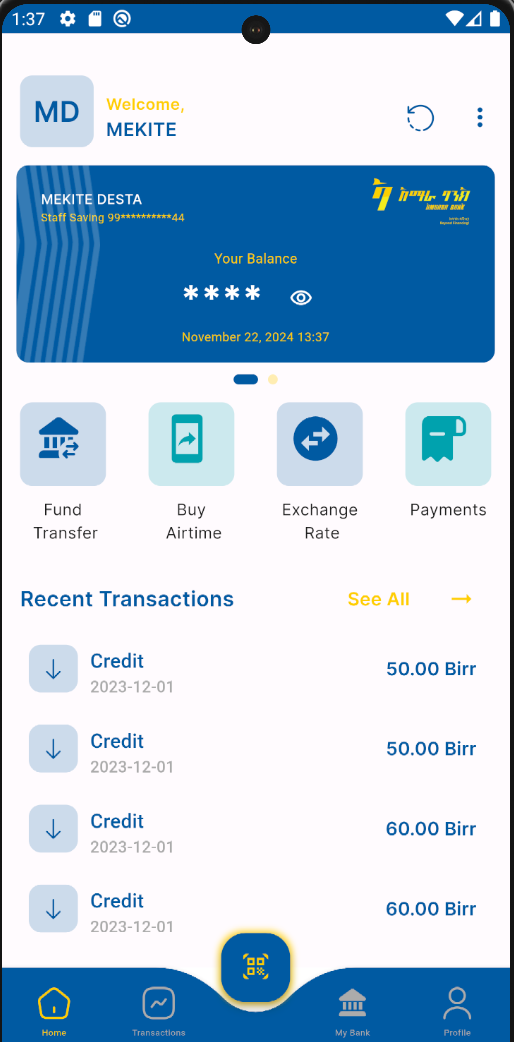 1:37
MD
Welcome,
MEKITE
MEKITE DESTA
Staff Saving 99**********44
አማራ ባንክ
AMHARA BANK
Your Balance
****
November 22, 2024 13:37
Fund
Transfer
Buy
Airtime
Exchange
Rate
Payments
Recent Transactions
See All
Credit
2023-12-01
50.00 Birr
Credit
2023-12-01
50.00 Birr
Credit
2023-12-01
60.00 Birr
Credit
2023-12-01
60.00 Birr
Home
Transactions
My Bank
Profile